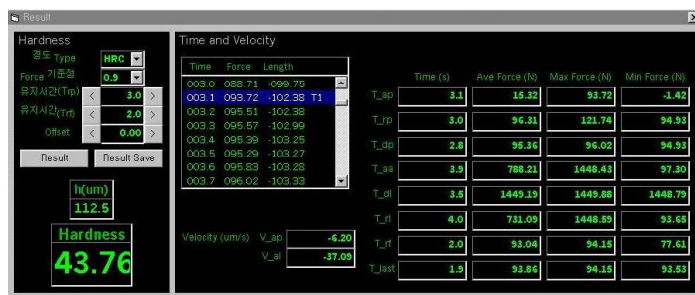 Result
Hardness
경도 Type HRC
Force 기준점 0.9
유지시간(Trp) < 3.0 >
유지시간(Trf) < 2.0 >
Offset < 0.00 >
Result Result Save
h(um)
112.5
Hardness
43.76
Time and Velocity
Time Force Length
003.0 088.71 -099.75
003.1 093.72 -102.38 T1
003.2 095.51 -102.38
003.3 095.57 -102.99
003.4 095.39 -103.25
003.5 095.29 -103.27
003.6 095.83 -103.28
003.7 096.02 -103.33
Velocity (um/s) V_ap -6.20
V_al -37.09
Time (s) Ave Force (N) Max Force (N) Min Force (N)
T_ap 3.1 15.32 93.72 -1.42
T_rp 3.0 96.31 121.74 94.93
T_dp 2.8 95.36 96.02 94.93
T_aa 3.9 788.21 1448.43 97.30
T_dl 3.5 1449.19 1449.88 1448.79
T_rl 4.0 731.09 1448.59 93.65
T_rf 2.0 93.04 94.15 77.61
T_last 1.9 93.86 94.15 93.53